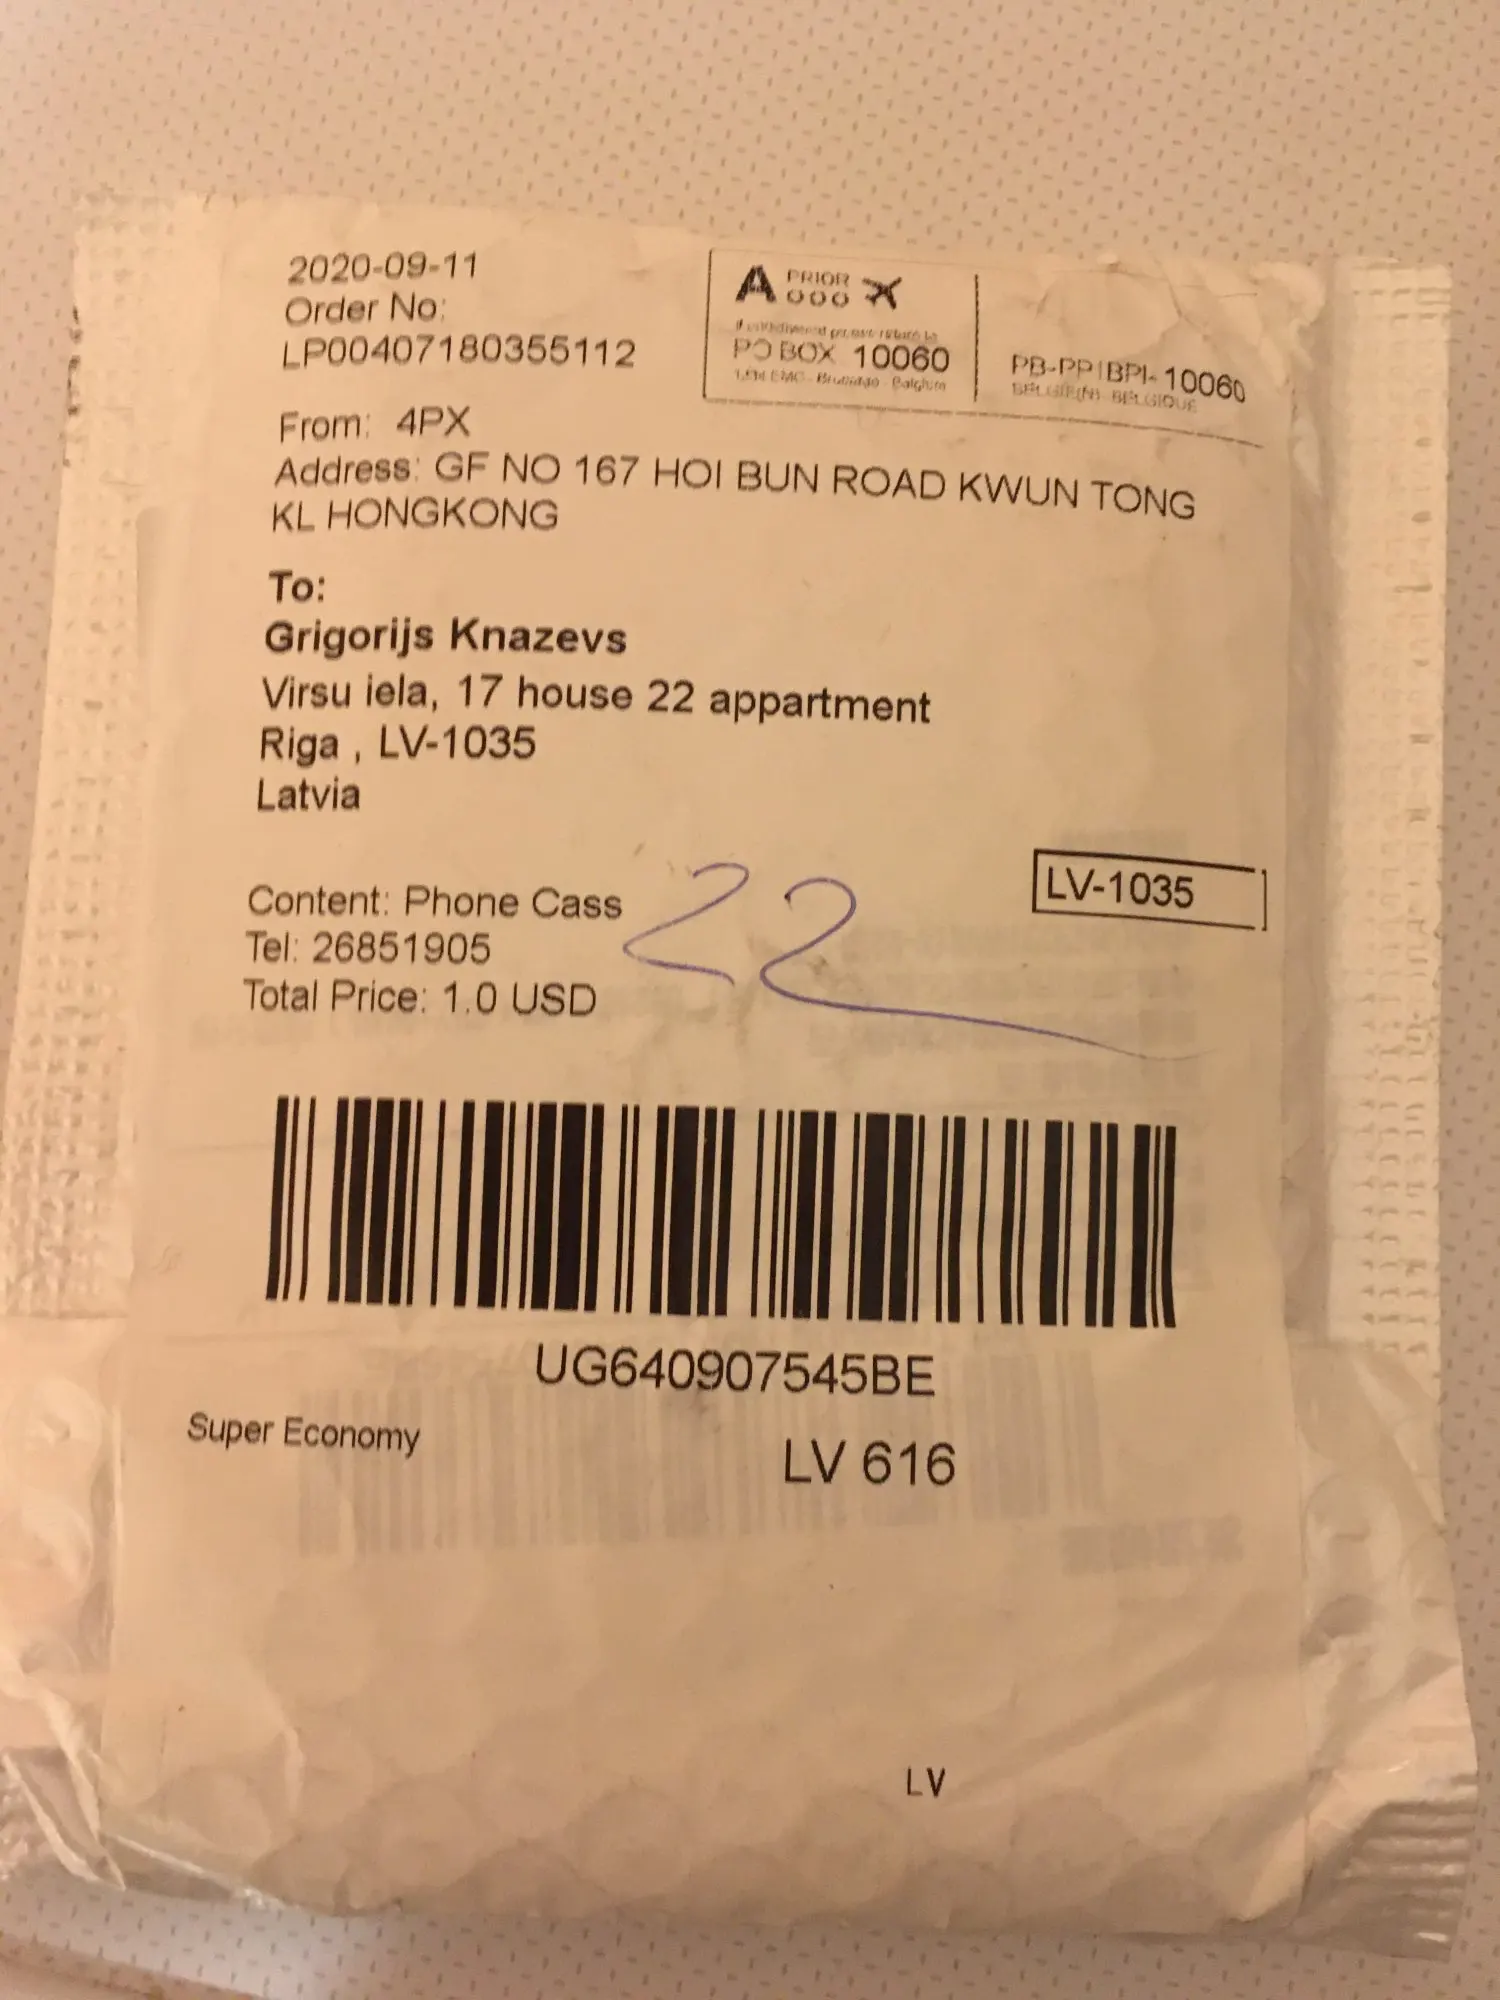 2020-09-11
Order No:
LP00407180355112
A PRIOR
PO BOX 10060
PB-PP|BPI-10060
BELGIE(N)-BELGIQUE
From: 4PX
Address: GF NO 167 HOI BUN ROAD KWUN TONG
KL HONGKONG
To:
Grigorijs Knazevs
Virsu iela, 17 house 22 appartment
Riga , LV-1035
Latvia
Content: Phone Cass
Tel: 26851905
Total Price: 1.0 USD
22
LV-1035
UG640907545BE
Super Economy
LV 616
LV